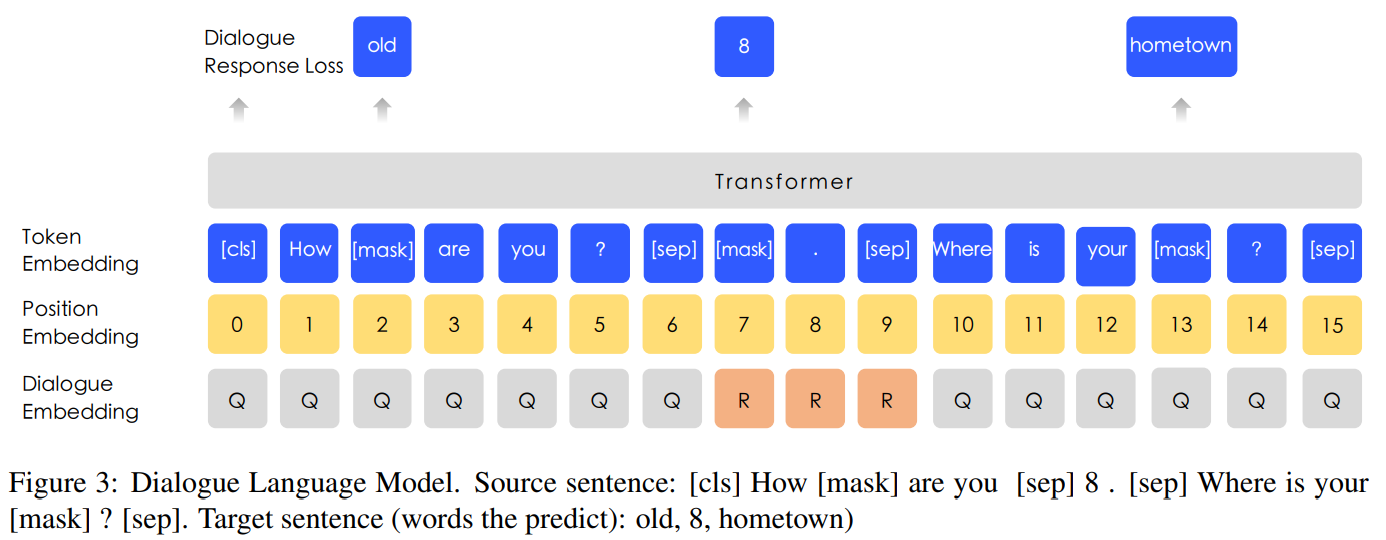 Dialogue
Response Loss
old
8
hometown
Transformer
Token
Embedding
[cls] How [mask] are you ? [sep] [mask] . [sep] Where is your [mask] ? [sep]
Position
Embedding
0 1 2 3 4 5 6 7 8 9 10 11 12 13 14 15
Dialogue
Embedding
Q Q Q Q Q Q Q R R R Q Q Q Q Q Q
Figure 3: Dialogue Language Model. Source sentence: [cls] How [mask] are you [sep] 8 . [sep] Where is your
[mask] ? [sep]. Target sentence (words the predict): old, 8, hometown)